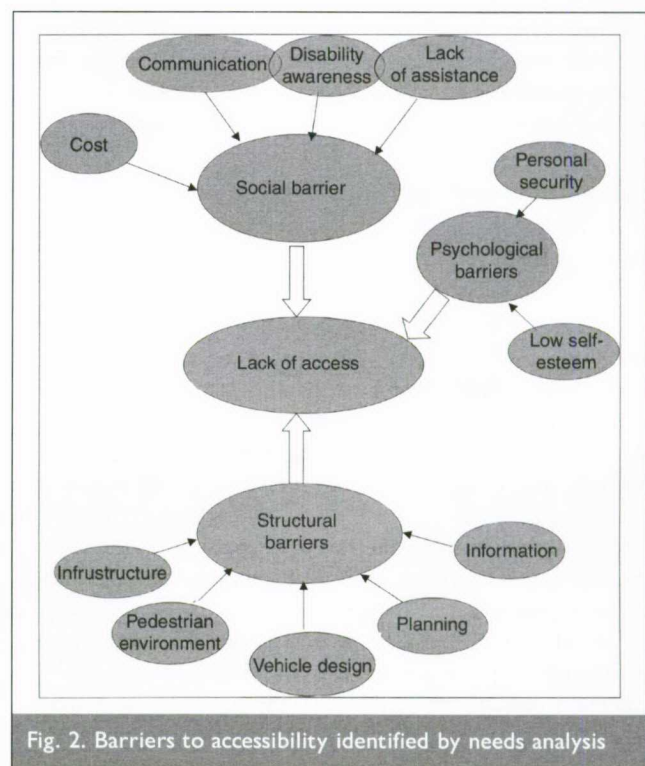 Communication
Disability
awareness
Lack
of assistance
Cost
Social barrier
Personal
security
Psychological
barriers
Low self-
esteem
Lack of access
Structural
barriers
Information
Infrustructure
Pedestrian
environment
Planning
Vehicle design
Fig. 2. Barriers to accessibility identified by needs analysis